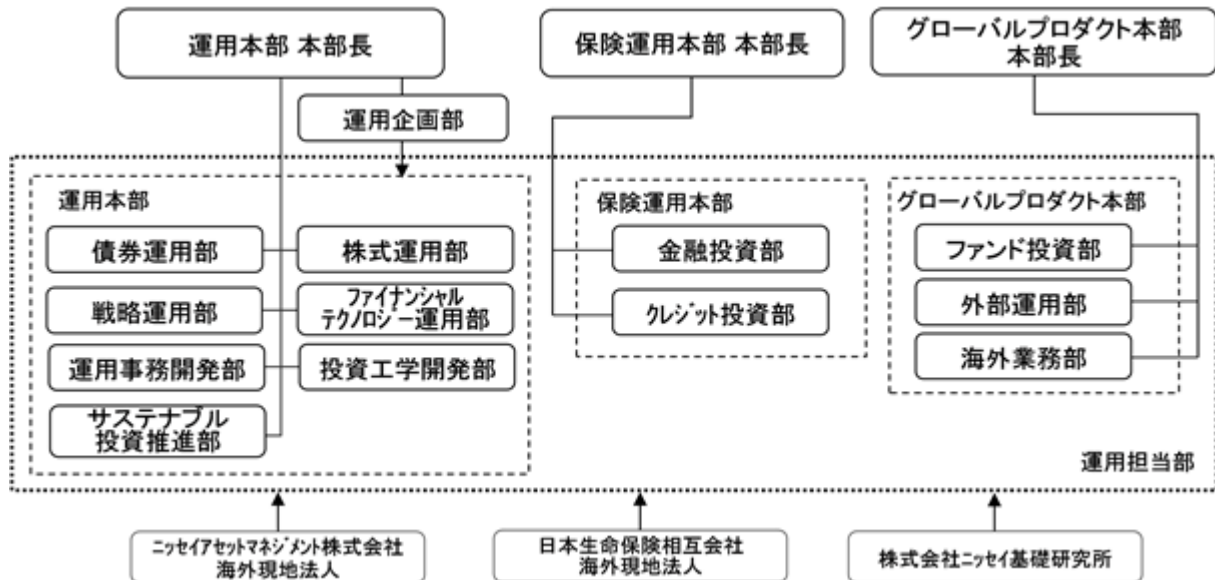 運用本部 本部長
保険運用本部 本部長
グローバルプロダクト本部
本部長
運用企画部
運用本部
債券運用部
株式運用部
戦略運用部
ファイナンシャル
テクノロジー運用部
運用事務開発部
投資工学開発部
サステナブル
投資推進部
保険運用本部
金融投資部
クレジット投資部
グローバルプロダクト本部
ファンド投資部
外部運用部
海外業務部
運用担当部
ニッセイアセットマネジメント株式会社
海外現地法人
日本生命保険相互会社
海外現地法人
株式会社ニッセイ基礎研究所